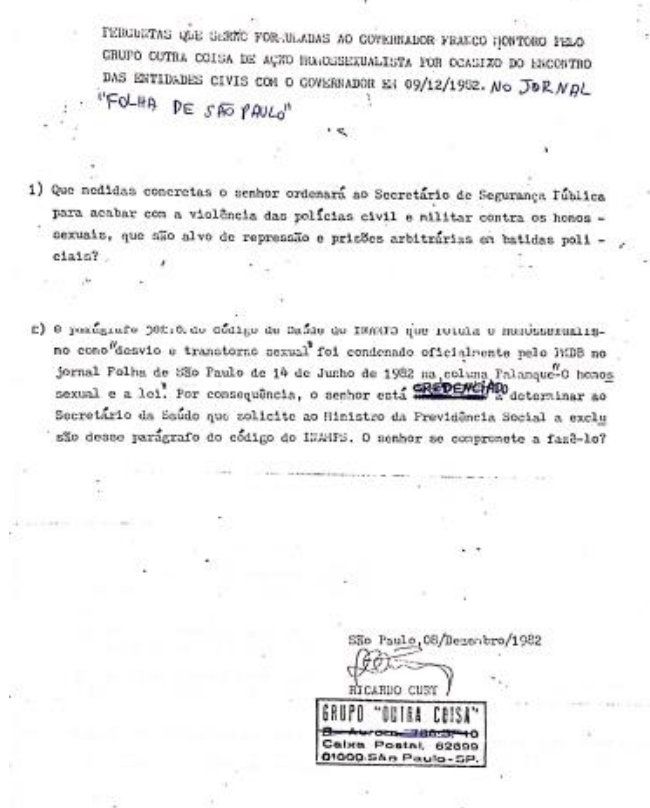 PERGUNTAS QUE SERÃO FORMULADAS AO GOVERNADOR FRANCO MONTORO PELO
GRUPO OUTRA COISA DE AÇÃO HOMOSSEXUALISTA POR OCASIÃO DO ENCONTRO
DAS ENTIDADES CIVIS COM O GOVERNADOR EM 09/12/1982. NO JORNAL
"FOLHA DE SÃO PAULO"
1) Que medidas concretas o senhor ordenará ao Secretário de Segurança Pública
para acabar com a violência das polícias civil e militar contra os homos -
sexuais, que são alvo de repressão e prisões arbitrárias em batidas poli -
ciais?
2) O parágrafo 302.0.do Código de Saúde do INAMPS que rotula o homossexualis-
mo como "desvio e transtorno sexual" foi condenado oficialmente pelo PMDB no
jornal Folha de São Paulo de 14 de Junho de 1982 na coluna Palanque "O homos
sexual e a lei". Por consequência, o senhor está CREDENCIADO a determinar ao
Secretário da Saúde que solicite ao Ministro da Previdência Social a exclu
são desse parágrafo do código do INAMPS. O senhor se compromete a fazê-lo?
São Paulo, 08/Dezembro/1982
RICARDO CURY
GRUPO "OUTRA COISA"
R. Aurora,
Caixa Postal, 62699
01000-São Paulo-SP.